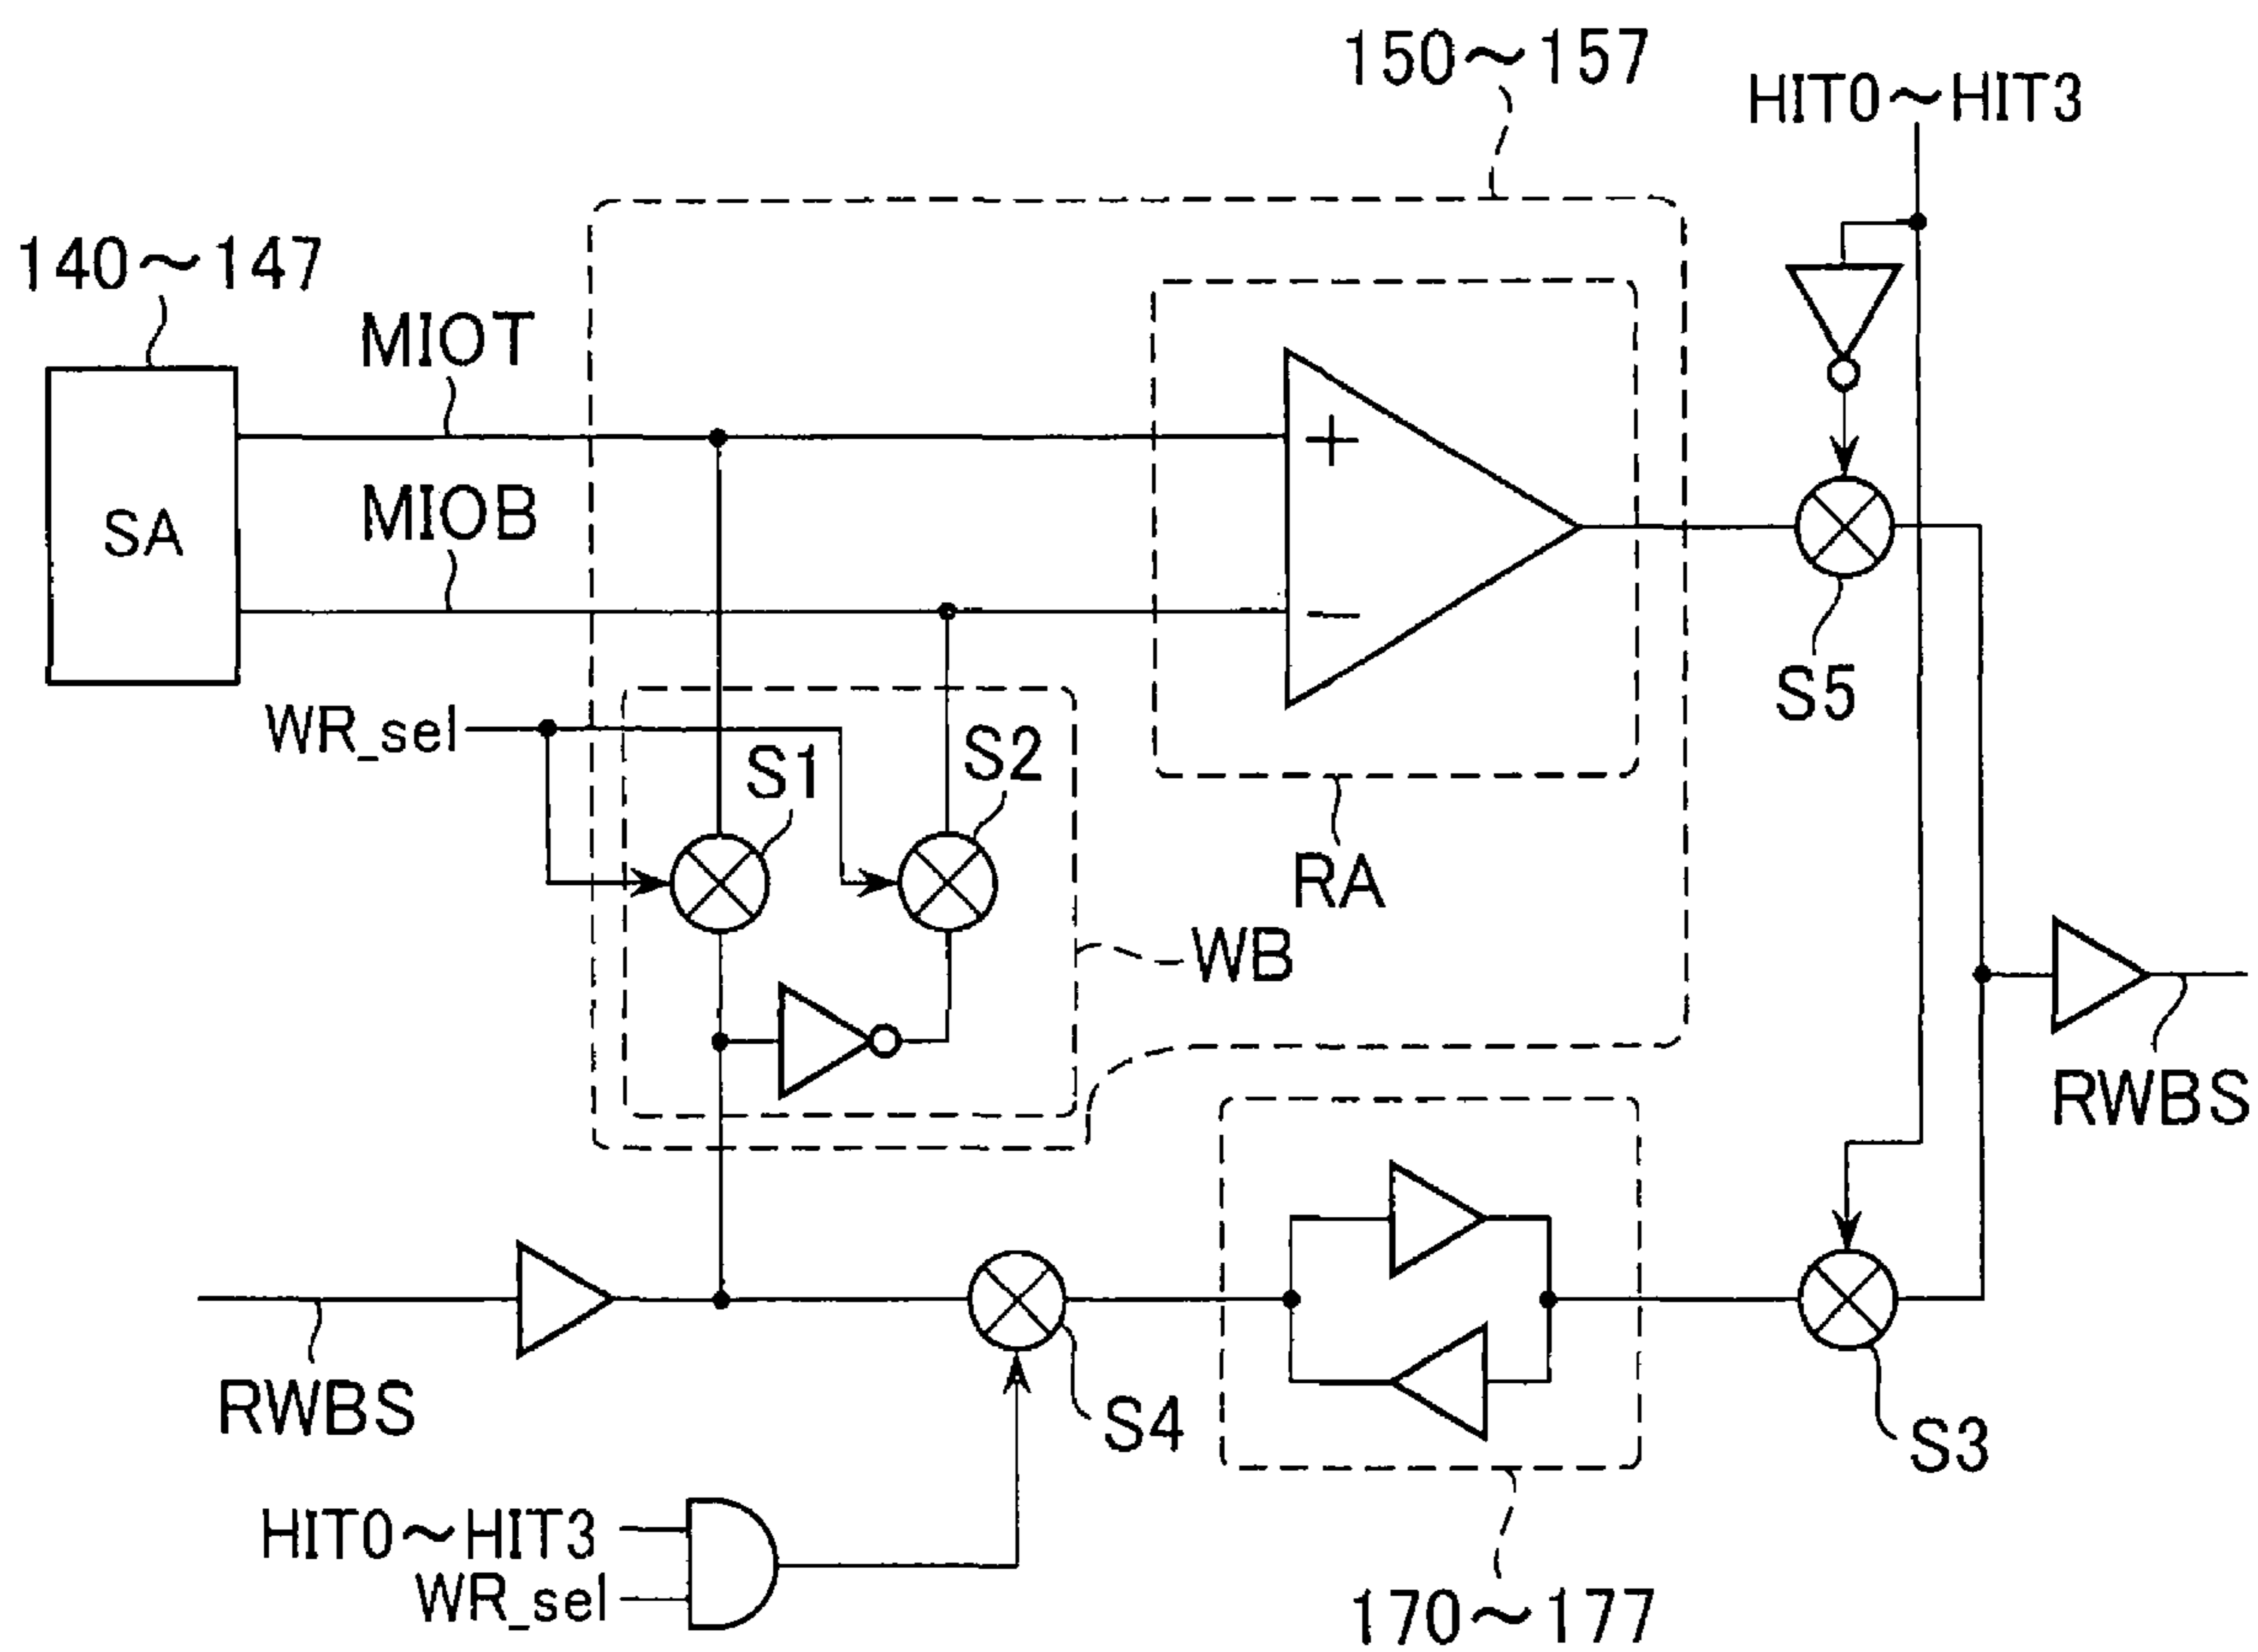 150～157
HIT0～HIT3
140～147
MIOT
+
SA
MIOB
−
S5
WR_sel
S1
S2
RA
WB
RWBS
RWBS
S4
S3
HIT0～HIT3
WR_sel
170～177